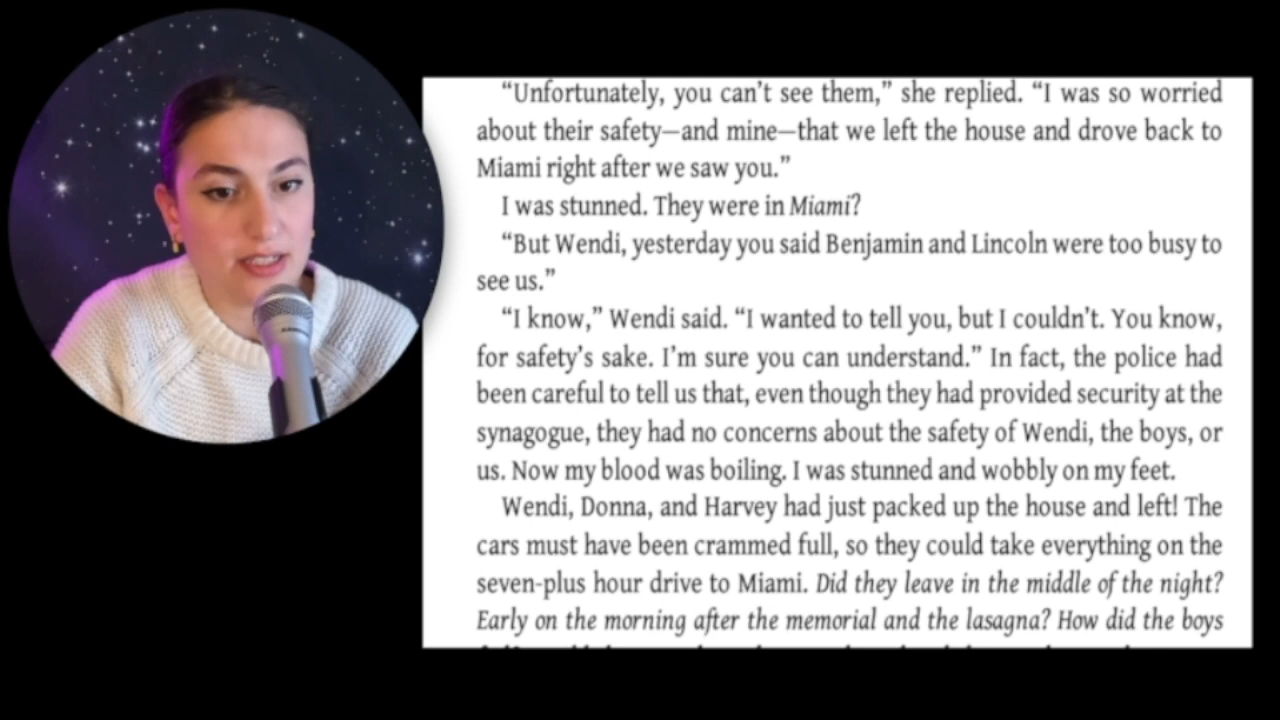 “Unfortunately, you can’t see them,” she replied. “I was so worried
about their safety—and mine—that we left the house and drove back to
Miami right after we saw you.”
I was stunned. They were in Miami?
“But Wendi, yesterday you said Benjamin and Lincoln were too busy to
see us.”
“I know,” Wendi said. “I wanted to tell you, but I couldn’t. You know,
for safety’s sake. I’m sure you can understand.” In fact, the police had
been careful to tell us that, even though they had provided security at the
synagogue, they had no concerns about the safety of Wendi, the boys, or
us. Now my blood was boiling. I was stunned and wobbly on my feet.
Wendi, Donna, and Harvey had just packed up the house and left! The
cars must have been crammed full, so they could take everything on the
seven-plus hour drive to Miami. Did they leave in the middle of the night?
Early on the morning after the memorial and the lasagna? How did the boys